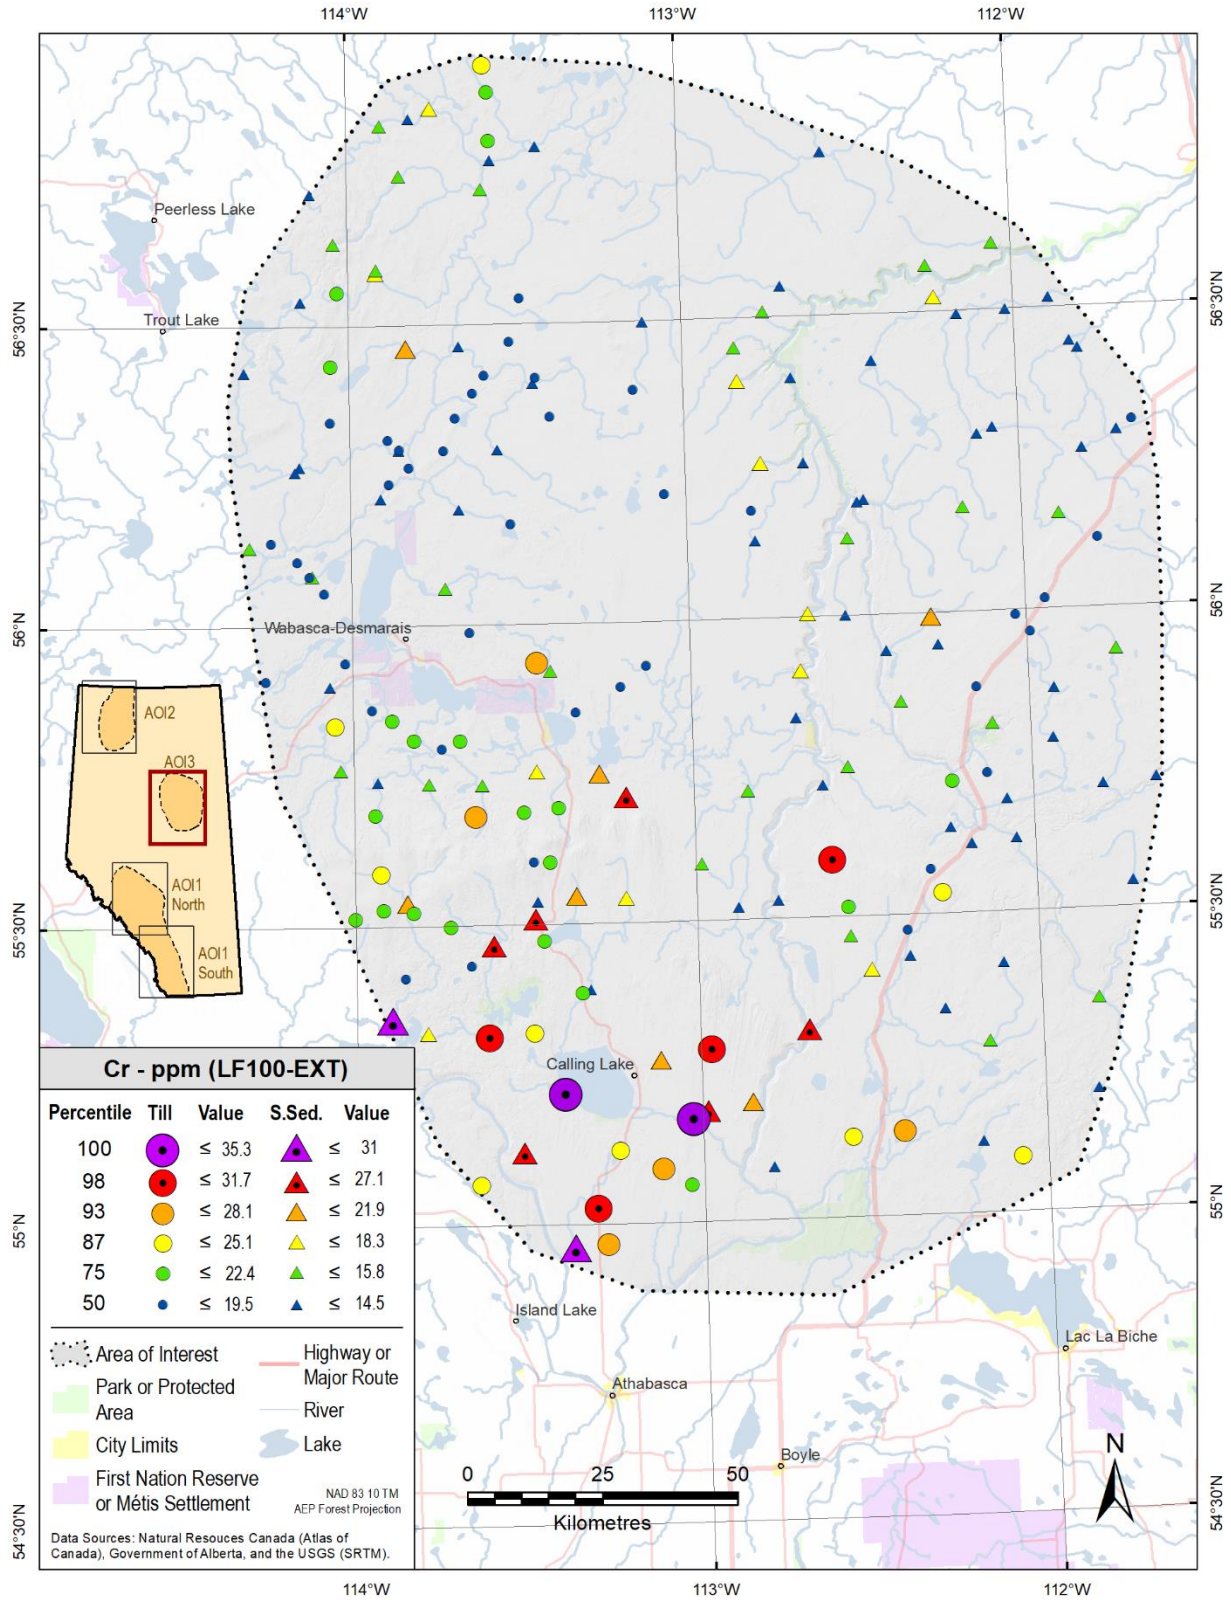 114°W 113°W 112°W
Peerless Lake
Trout Lake
56°30'N 56°30'N
56°N 56°N
Wabasca-Desmarais
AOI2
AOI3
AOI1
North
AOI1
South
55°30'N 55°30'N
Calling Lake
Cr - ppm (LF100-EXT)
Percentile Till Value S.Sed. Value
100 ≤ 35.3 ≤ 31
98 ≤ 31.7 ≤ 27.1
93 ≤ 28.1 ≤ 21.9
87 ≤ 25.1 ≤ 18.3
75 ≤ 22.4 ≤ 15.8
50 ≤ 19.5 ≤ 14.5
55°N 55°N
Island Lake
Lac La Biche
Athabasca
Boyle
Area of Interest
Park or Protected
Area
City Limits
First Nation Reserve
or Métis Settlement
Highway or
Major Route
River
Lake
NAD 83 10 TM
AEP Forest Projection
Data Sources: Natural Resouces Canada (Atlas of
Canada), Government of Alberta, and the USGS (SRTM).
0 25 50
Kilometres
N
54°30'N 54°30'N
114°W 113°W 112°W